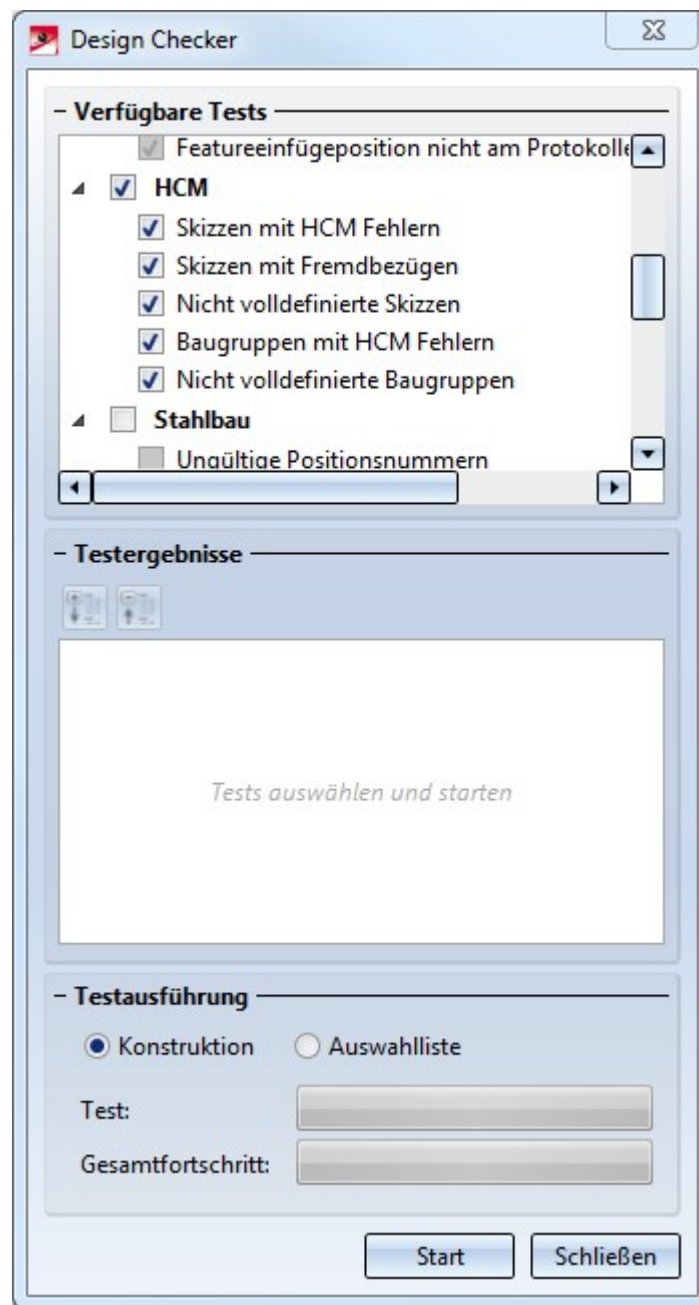 Design Checker
Verfügbare Tests
Featureeinfügeposition nicht am Protokolle
HCM
Skizzen mit HCM Fehlern
Skizzen mit Fremdbezügen
Nicht volldefinierte Skizzen
Baugruppen mit HCM Fehlern
Nicht volldefinierte Baugruppen
Stahlbau
Ungültige Positionsnummern
Testergebnisse
Tests auswählen und starten
Testausführung
Konstruktion Auswahlliste
Test:
Gesamtfortschritt:
Start Schließen